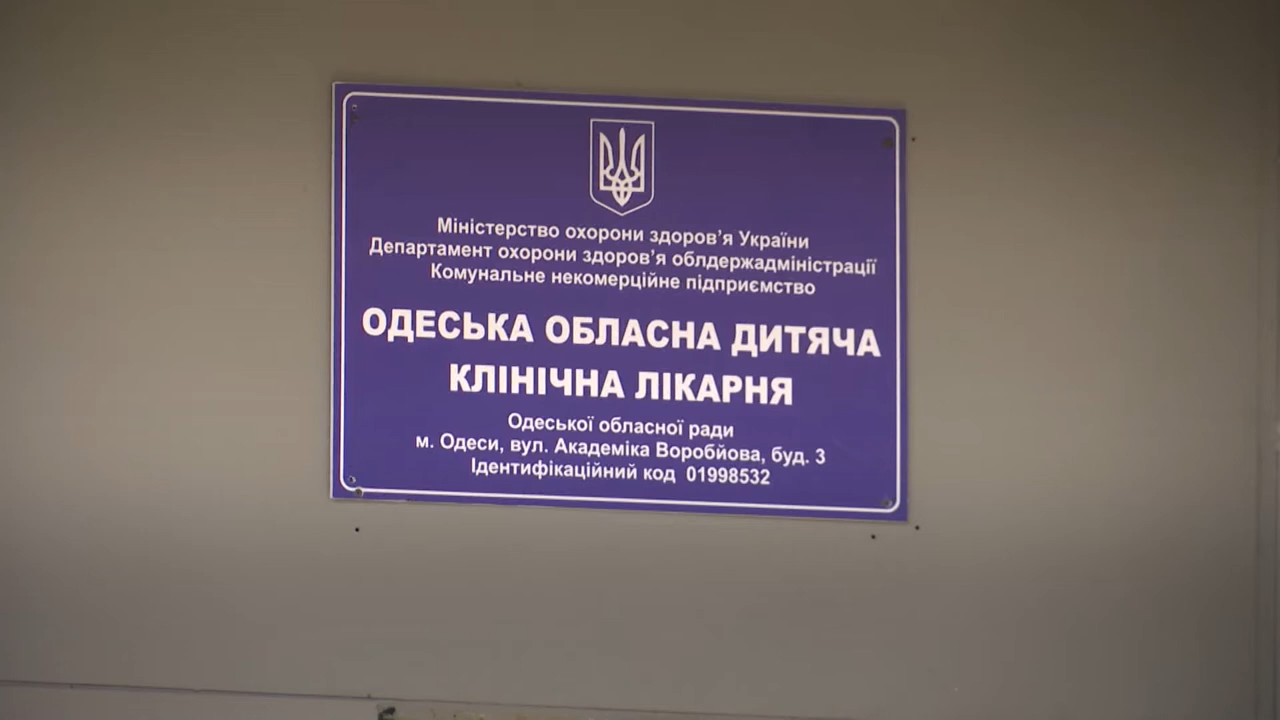 Міністерство охорони здоров’я України
Департамент охорони здоров’я облдержадміністрації
Комунальне некомерційне підприємство
ОДЕСЬКА ОБЛАСНА ДИТЯЧА
КЛІНІЧНА ЛІКАРНЯ
Одеської обласної ради
м. Одеси, вул. Академіка Воробйова, буд. 3
Ідентифікаційний код 01998532